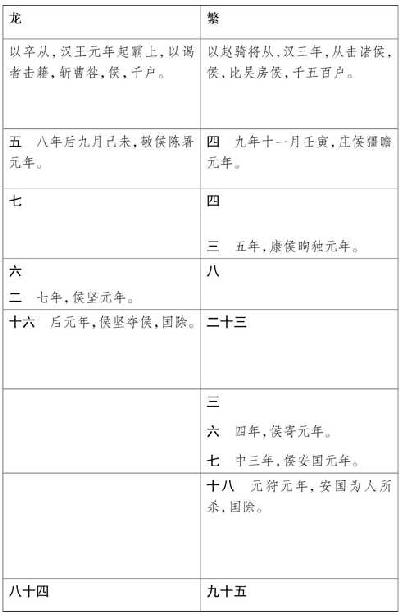 龙
繁
以卒从,汉王元年起霸上,以谒
者击籍,斩曹咎,侯,千户。
以赵骑将从,汉三年,从击诸侯,
侯,比吴房侯,千五百户。
五 八年后九月己未,敬侯陈署
元年。
四 九年十一月壬寅,庄侯彊瞻
元年。
七
四
三 五年,康侯昫独元年。
六
二 七年,侯坚元年。
八
十六 后元年,侯坚夺侯,国除。
二十三
三
六 四年,侯寄元年。
七 中三年,侯安国元年。
十八 元狩元年,安国为人所
杀,国除。
八十四
九十五